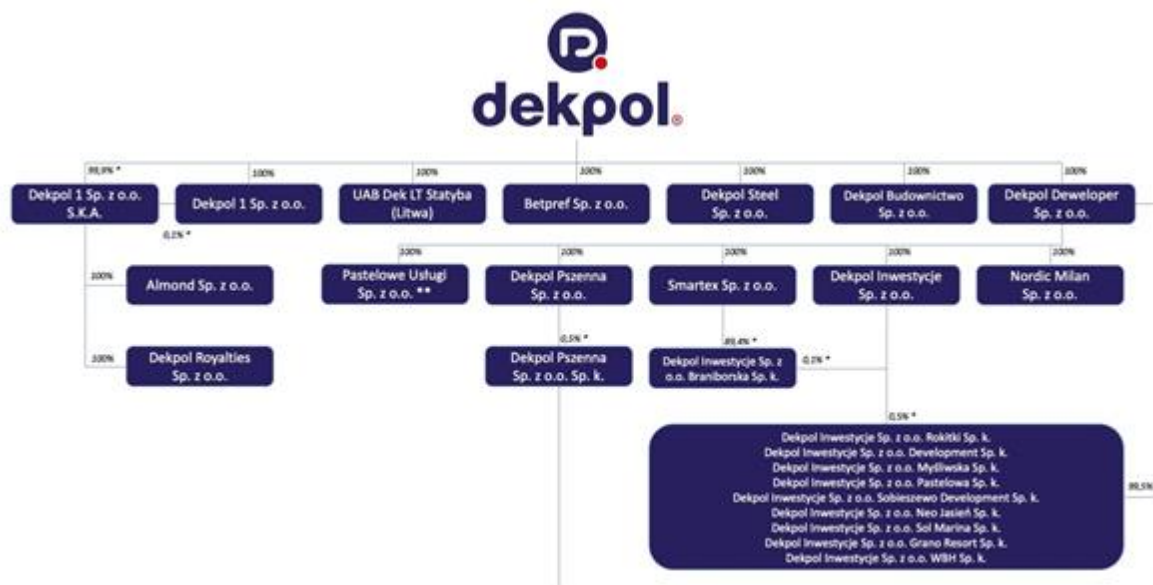 dekpol®
99,9% *
100%
100%
100%
100%
100%
100%
Dekpol 1 Sp. z o.o.
S.K.A.
Dekpol 1 Sp. z o.o.
UAB Dek LT Statyba
(Litwa)
Betpref Sp. z o.o.
Dekpol Steel
Sp. z o.o.
Dekpol Budownictwo
Sp. z o.o.
Dekpol Deweloper
Sp. z o.o.
0,1% *
100%
100%
100%
100%
100%
100%
Almond Sp. z o.o.
Pastelowe Usługi
Sp. z o.o. **
Dekpol Pszenna
Sp. z o.o.
Smartex Sp. z o.o.
Dekpol Inwestycje
Sp. z o.o.
Nordic Milan
Sp. z o.o.
0,5% *
89,4% *
100%
Dekpol Royalties
Sp. z o.o.
Dekpol Pszenna
Sp. z o.o. Sp. k.
Dekpol Inwestycje Sp. z
o.o. Braniborska Sp. k.
0,1% *
0,5% *
Dekpol Inwestycje Sp. z o.o. Rokitki Sp. k.
Dekpol Inwestycje Sp. z o.o. Development Sp. k.
Dekpol Inwestycje Sp. z o.o. Myśliwska Sp. k.
Dekpol Inwestycje Sp. z o.o. Pastelowa Sp. k.
Dekpol Inwestycje Sp. z o.o. Sobieszewo Development Sp. k.
Dekpol Inwestycje Sp. z o.o. Neo Jasień Sp. k.
Dekpol Inwestycje Sp. z o.o. Sol Marina Sp. k.
Dekpol Inwestycje Sp. z o.o. Grano Resort Sp. k.
Dekpol Inwestycje Sp. z o.o. WBH Sp. k.
99,5%